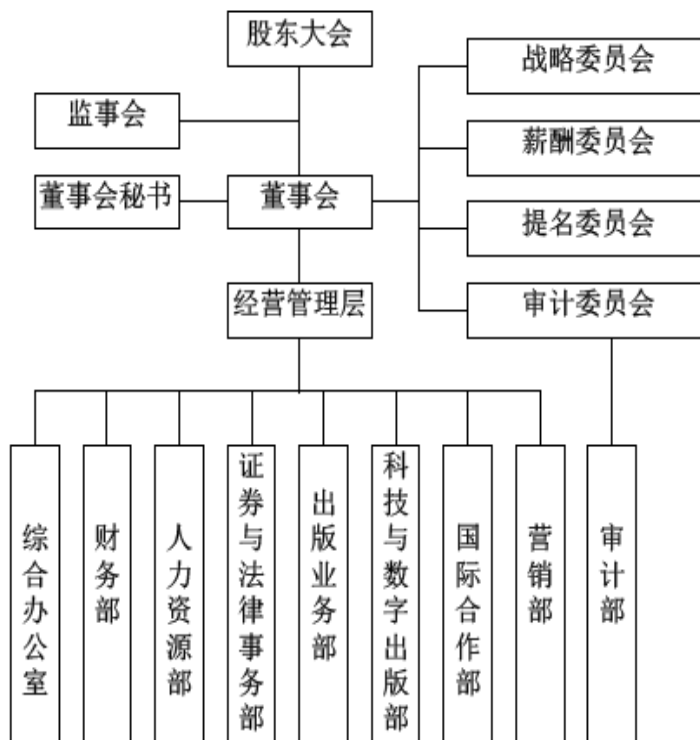 股东大会
战略委员会
监事会
薪酬委员会
董事会秘书
董事会
提名委员会
经营管理层
审计委员会
综合办公室
财务部
人力资源部
证券与法律事务部
出版业务部
科技与数字出版部
国际合作部
营销部
审计部